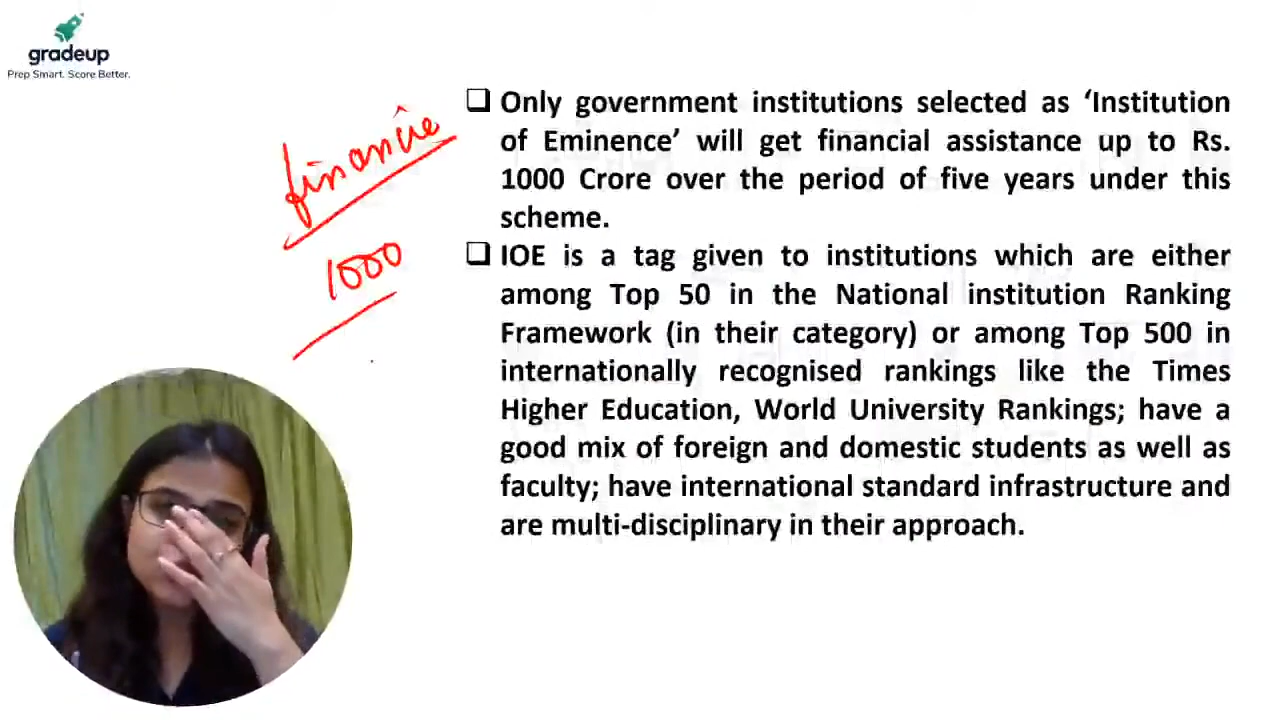 gradeup
Prep Smart. Score Better.
finance
1000
❑ Only government institutions selected as ‘Institution
of Eminence’ will get financial assistance up to Rs.
1000 Crore over the period of five years under this
scheme.
❑ IOE is a tag given to institutions which are either
among Top 50 in the National institution Ranking
Framework (in their category) or among Top 500 in
internationally recognised rankings like the Times
Higher Education, World University Rankings; have a
good mix of foreign and domestic students as well as
faculty; have international standard infrastructure and
are multi-disciplinary in their approach.